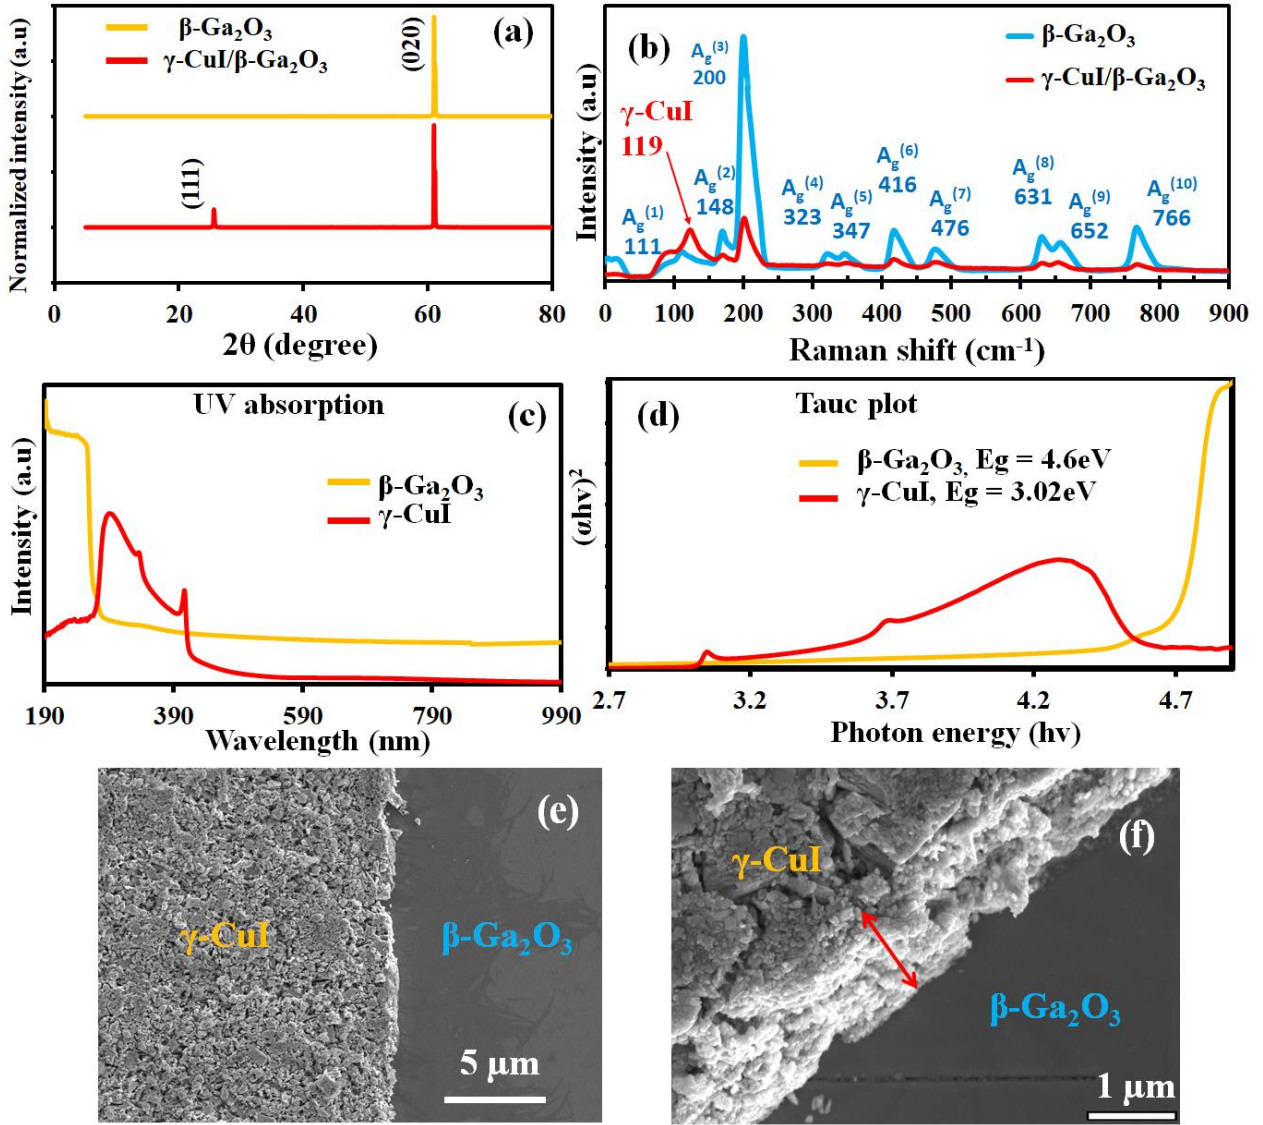 Normalized intensity (a.u)
β-Ga₂O₃
γ-CuI/β-Ga₂O₃
(a)
(020)
(111)
0 20 40 60 80
2θ (degree)
Intensity (a.u)
(b)
β-Ga₂O₃
γ-CuI/β-Ga₂O₃
γ-CuI
119
Ag(1)
111
Ag(2)
148
Ag(3)
200
Ag(4)
323
Ag(5)
347
Ag(6)
416
Ag(7)
476
Ag(8)
631
Ag(9)
652
Ag(10)
766
0 100 200 300 400 500 600 700 800 900
Raman shift (cm⁻¹)
Intensity (a.u)
UV absorption
(c)
β-Ga₂O₃
γ-CuI
190 390 590 790 990
Wavelength (nm)
(αhv)²
(d)
Tauc plot
β-Ga₂O₃, Eg = 4.6eV
γ-CuI, Eg = 3.02eV
2.7 3.2 3.7 4.2 4.7
Photon energy (hv)
(e)
γ-CuI
β-Ga₂O₃
5 μm
(f)
γ-CuI
β-Ga₂O₃
1 μm